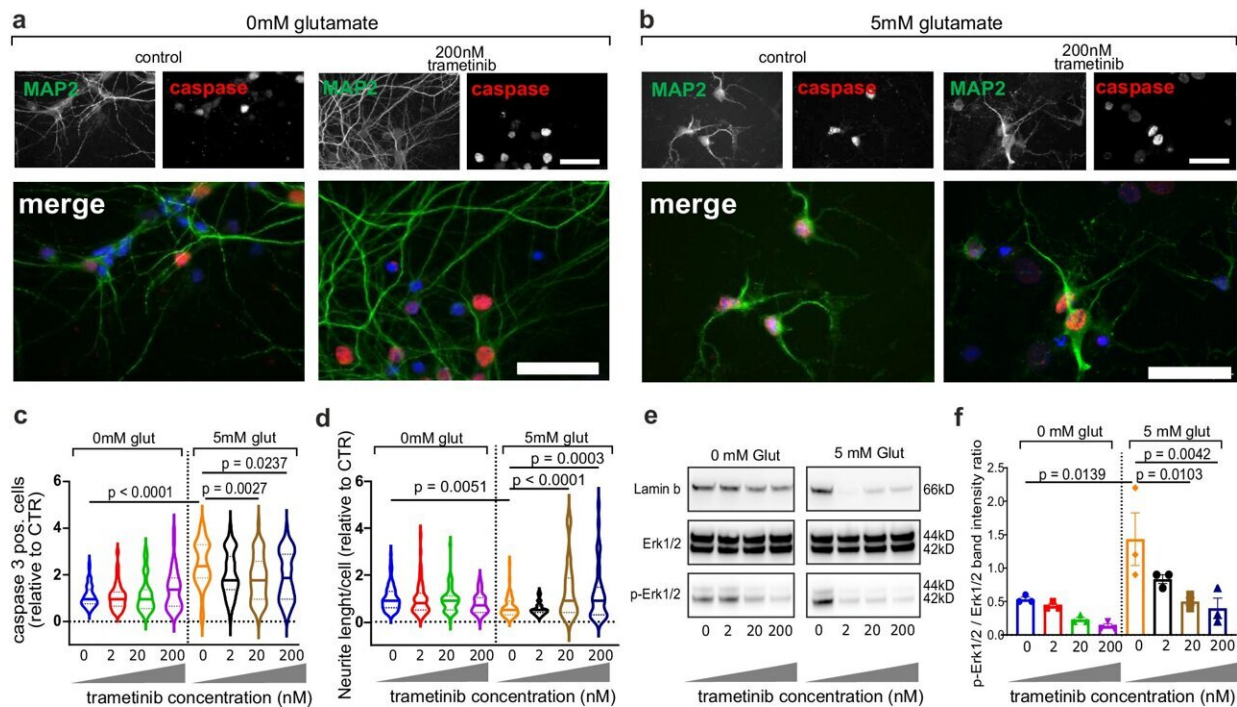 a
0mM glutamate
control
200nM
trametinib
MAP2
caspase
MAP2
caspase
merge
b
5mM glutamate
200nM
trametinib
MAP2
caspase
MAP2
caspase
merge
c
0mM glut
5mM glut
p = 0.0237
p < 0.0001
p = 0.0027
caspase 3 pos. cells
(relative to CTR)
6
4
2
0
0 2 20 200 0 2 20 200
trametinib concentration (nM)
d
0mM glut
5mM glut
p = 0.0003
p = 0.0051
p < 0.0001
Neurite lenght/cell (relative to CTR)
6
4
2
0
0 2 20 200 0 2 20 200
trametinib concentration (nM)
e
0 mM Glut
5 mM Glut
Lamin b
66kD
Erk1/2
44kD
42kD
p-Erk1/2
44kD
42kD
0 2 20 200 0 2 20 200
trametinib concentration (nM)
f
0 mM glut
5 mM glut
p = 0.0042
p = 0.0139
p = 0.0103
p-Erk1/2 / Erk1/2 band intensity ratio
2.5
2.0
1.5
1.0
0.5
0.0
0 2 20 200 0 2 20 200
trametinib concentration (nM)